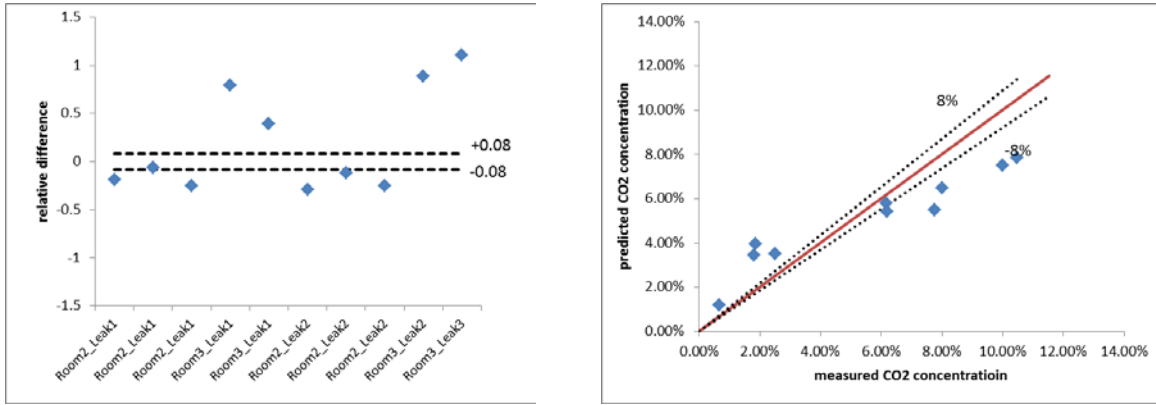 1.5
1
0.5
0
-0.5
-1
-1.5
relative difference
+0.08
-0.08
Room2_Leak1
Room2_Leak1
Room2_Leak1
Room3_Leak1
Room3_Leak1
Room2_Leak2
Room2_Leak2
Room2_Leak2
Room3_Leak2
Room3_Leak3
14.00%
12.00%
10.00%
8.00%
6.00%
4.00%
2.00%
0.00%
predicted CO2 concentration
8%
-8%
0.00% 2.00% 4.00% 6.00% 8.00% 10.00% 12.00% 14.00%
measured CO2 concentratioin